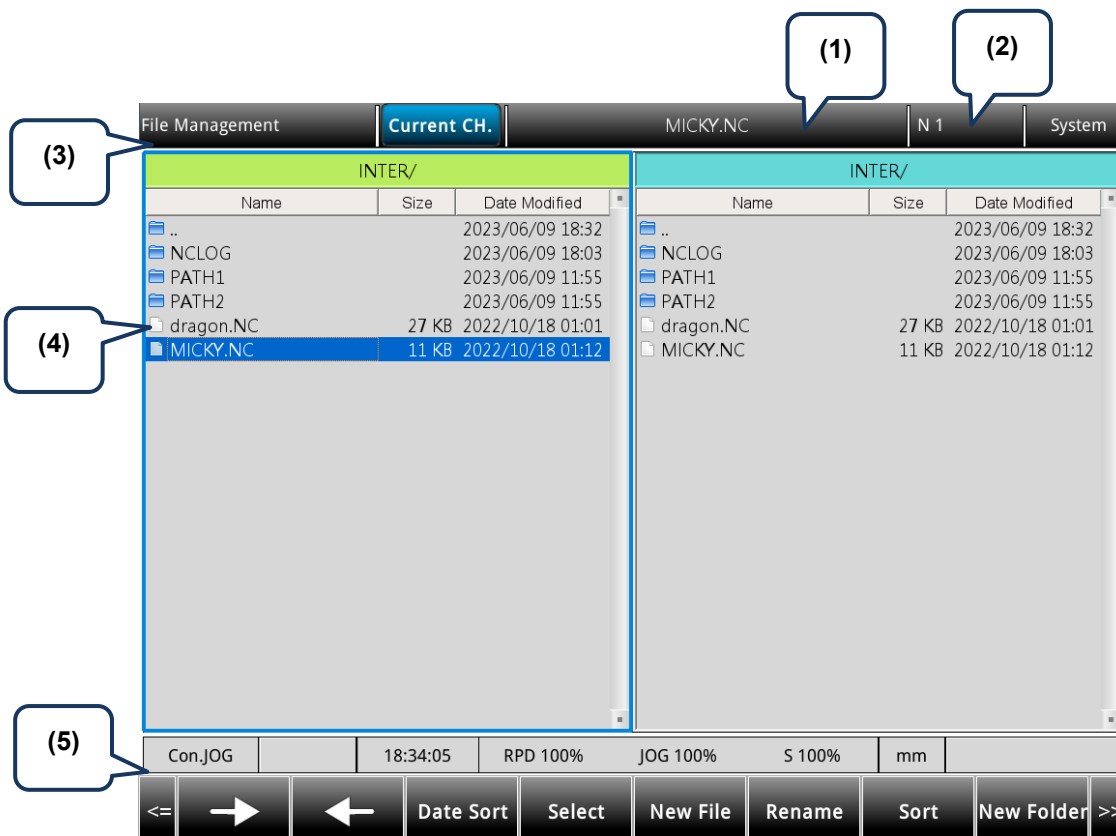 (1)
(2)
(3)
File Management Current CH. MICKY.NC N 1 System
INTER/ INTER/
Name Size Date Modified Name Size Date Modified
.. 2023/06/09 18:32 .. 2023/06/09 18:32
NCLOG 2023/06/09 18:03 NCLOG 2023/06/09 18:03
PATH1 2023/06/09 11:55 PATH1 2023/06/09 11:55
PATH2 2023/06/09 11:55 PATH2 2023/06/09 11:55
(4)
dragon.NC 27 KB 2022/10/18 01:01 dragon.NC 27 KB 2022/10/18 01:01
MICKY.NC 11 KB 2022/10/18 01:12 MICKY.NC 11 KB 2022/10/18 01:12
(5)
Con.JOG 18:34:05 RPD 100% JOG 100% S 100% mm
<= Date Sort Select New File Rename Sort New Folder >>